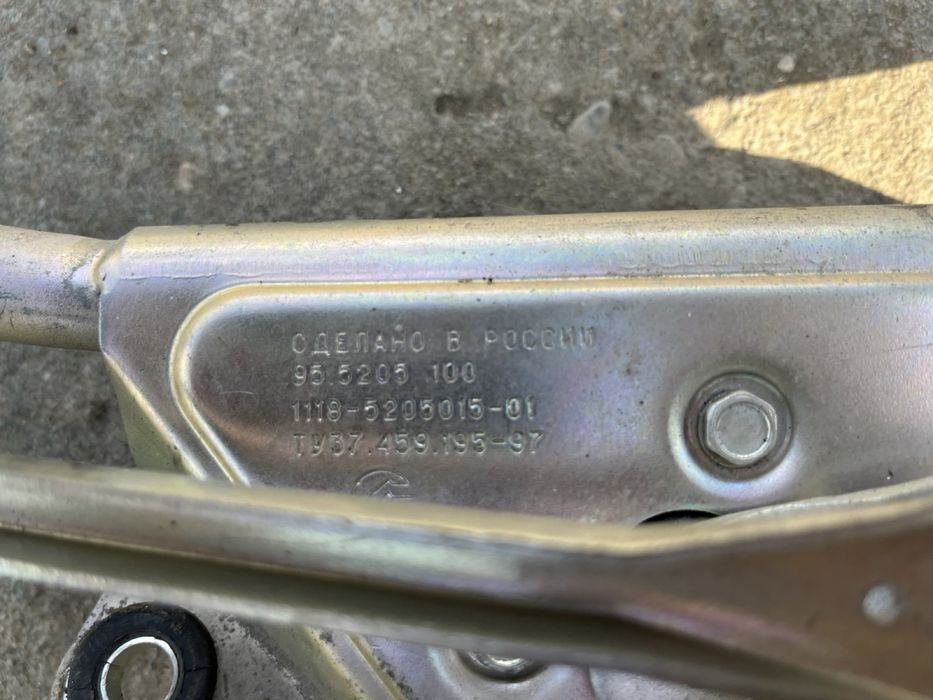 СДЕЛАНО В РОССИИ
95.5205 100
1118-5205015-01
ТУ37.459.195-97